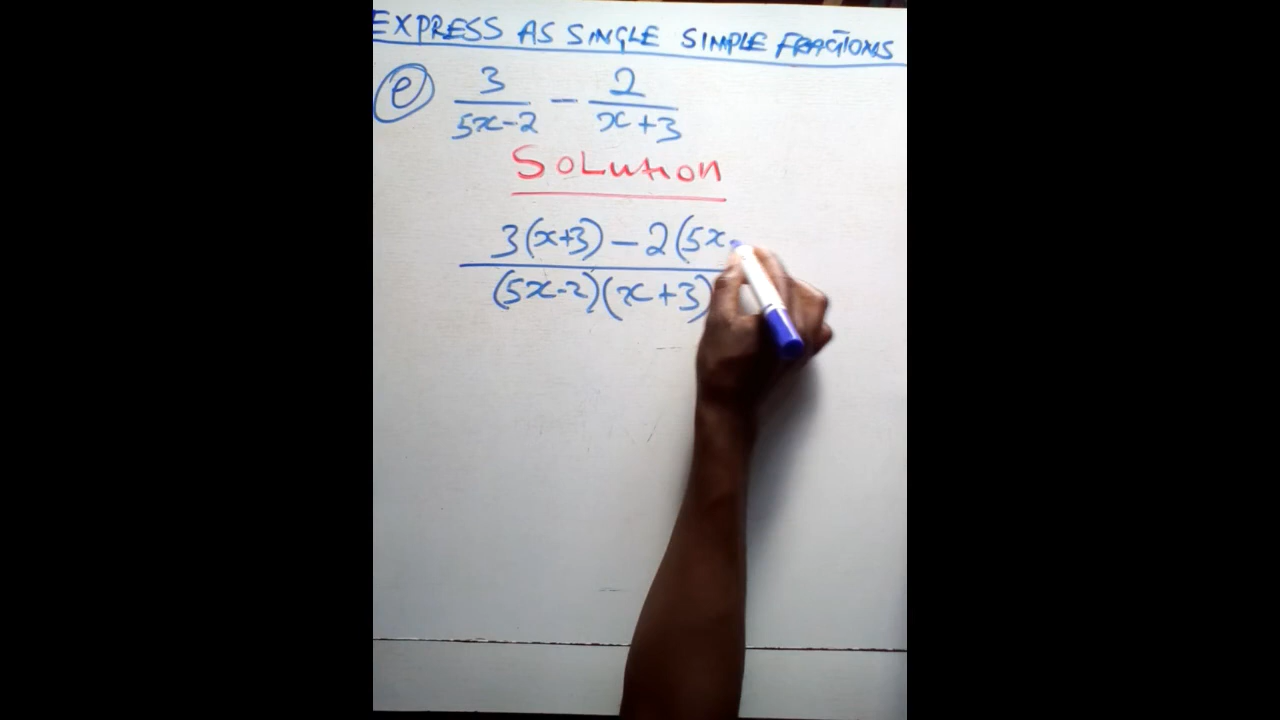 EXPRESS AS SINGLE SIMPLE FRACTIONS
e 3/(5x-2) - 2/(x+3)
SOLUTION
3(x+3) - 2(5x-
(5x-2)(x+3)